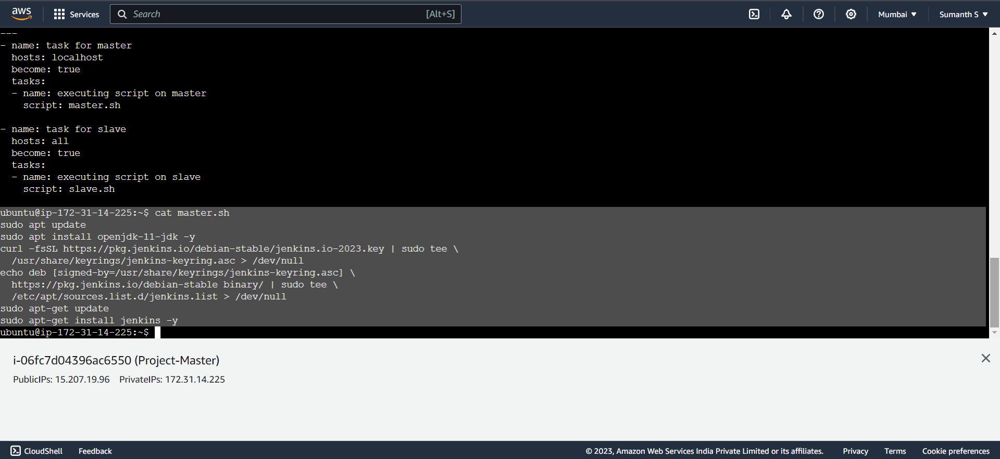 aws
Services
Search
[Alt+S]
Mumbai
Sumanth S
---
- name: task for master
  hosts: localhost
  become: true
  tasks:
  - name: executing script on master
    script: master.sh
- name: task for slave
  hosts: all
  become: true
  tasks:
  - name: executing script on slave
    script: slave.sh
ubuntu@ip-172-31-14-225:~$ cat master.sh
sudo apt update
sudo apt install openjdk-11-jdk -y
curl -fsSL https://pkg.jenkins.io/debian-stable/jenkins.io-2023.key | sudo tee \
  /usr/share/keyrings/jenkins-keyring.asc > /dev/null
echo deb [signed-by=/usr/share/keyrings/jenkins-keyring.asc] \
  https://pkg.jenkins.io/debian-stable binary/ | sudo tee \
  /etc/apt/sources.list.d/jenkins.list > /dev/null
sudo apt-get update
sudo apt-get install jenkins -y
ubuntu@ip-172-31-14-225:~$
i-06fc7d04396ac6550 (Project-Master)
PublicIPs: 15.207.19.96 PrivateIPs: 172.31.14.225
CloudShell
Feedback
© 2023, Amazon Web Services India Private Limited or its affiliates.
Privacy
Terms
Cookie preferences